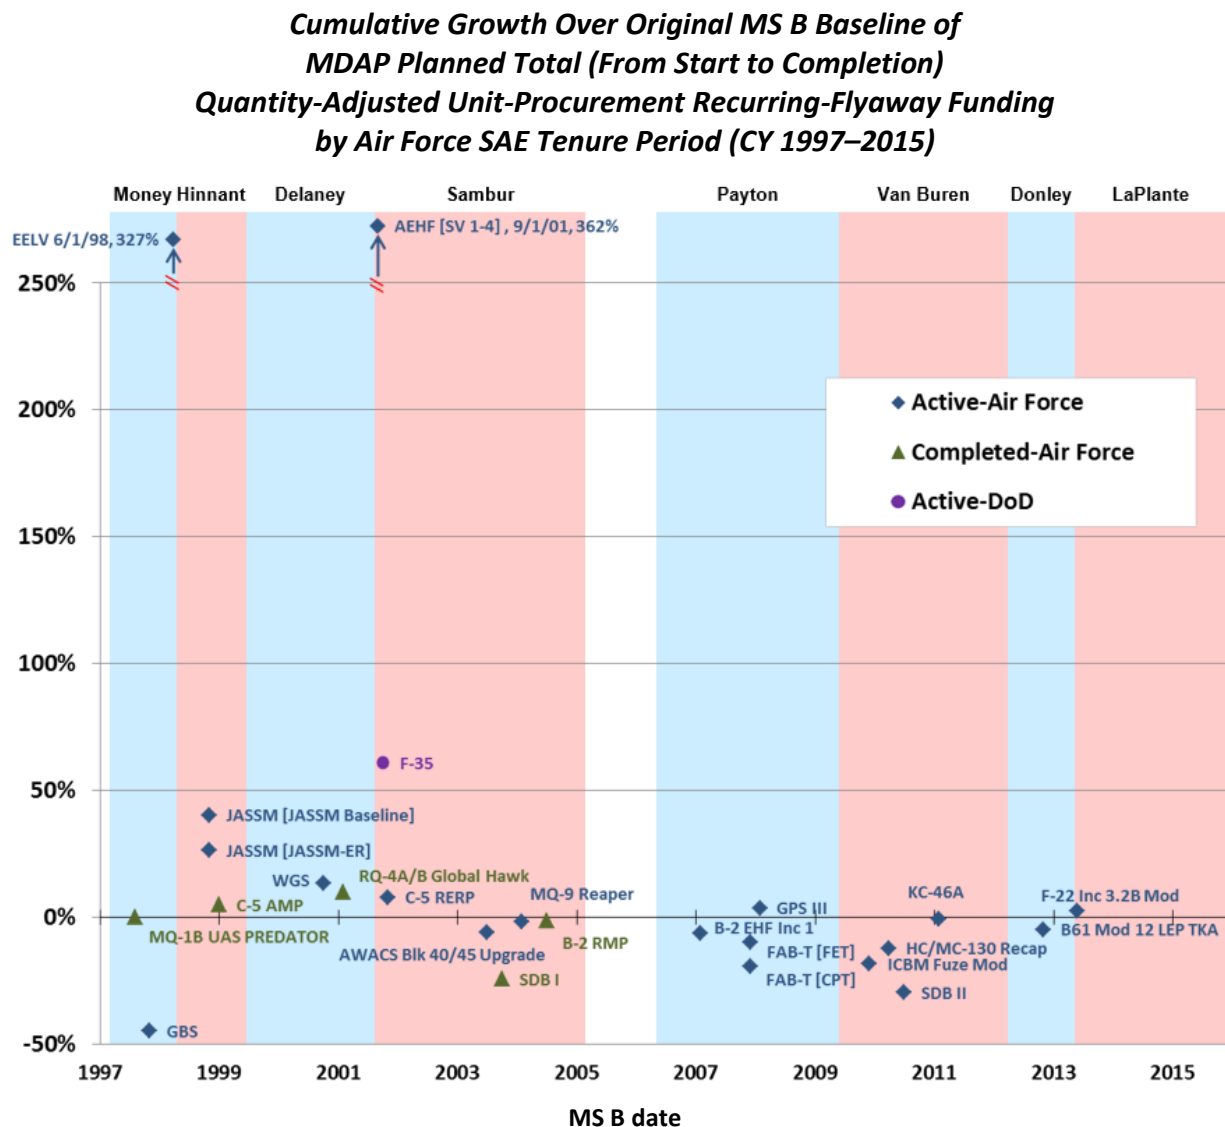 Cumulative Growth Over Original MS B Baseline of
MDAP Planned Total (From Start to Completion)
Quantity-Adjusted Unit-Procurement Recurring-Flyaway Funding
by Air Force SAE Tenure Period (CY 1997–2015)
Money Hinnant Delaney Sambur Payton Van Buren Donley LaPlante
EELV 6/1/98, 327%
AEHF [SV 1-4] , 9/1/01, 362%
250%
200%
150%
100%
50%
0%
-50%
Active-Air Force
Completed-Air Force
Active-DoD
F-35
JASSM [JASSM Baseline]
JASSM [JASSM-ER]
WGS
RQ-4A/B Global Hawk
C-5 AMP
C-5 RERP
MQ-9 Reaper
MQ-1B UAS PREDATOR
AWACS Blk 40/45 Upgrade
B-2 RMP
SDB I
GBS
GPS III
B-2 EHF Inc 1
FAB-T [FET]
FAB-T [CPT]
KC-46A
HC/MC-130 Recap
ICBM Fuze Mod
SDB II
F-22 Inc 3.2B Mod
B61 Mod 12 LEP TKA
1997 1999 2001 2003 2005 2007 2009 2011 2013 2015
MS B date